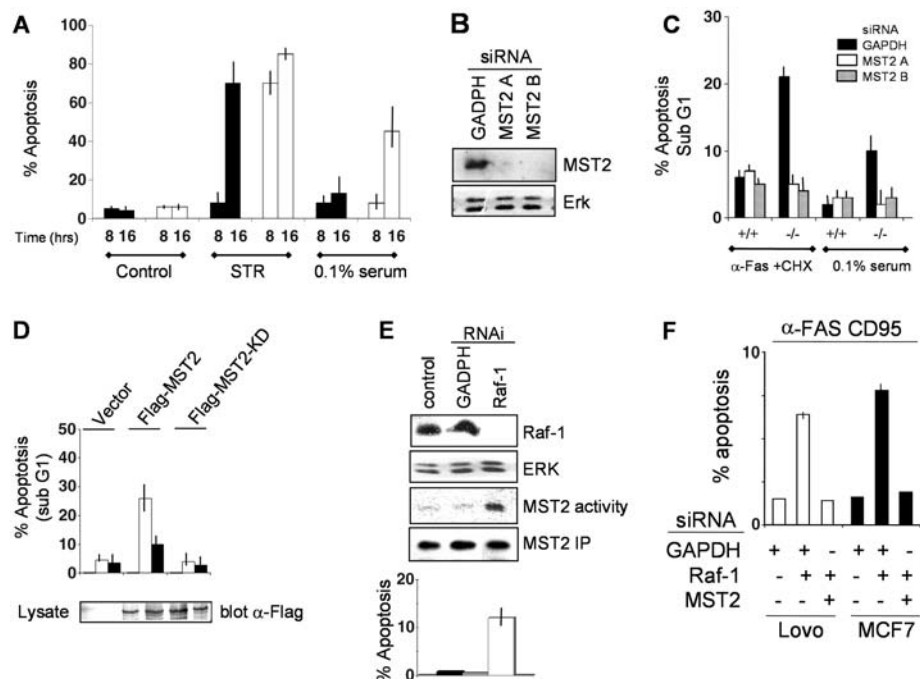 A
% Apoptosis
100
80
60
40
20
0
Time (hrs) 8 16 8 16 8 16 8 16 8 16 8 16
Control STR 0.1% serum
B
siRNA
GADPH
MST2 A
MST2 B
MST2
Erk
C
% Apoptosis
Sub G1
30
20
10
0
siRNA
GAPDH
MST2 A
MST2 B
+/+ -/- +/+ -/-
α-Fas +CHX 0.1% serum
D
Vector
Flag-MST2
Flag-MST2-KD
% Apoptotsis
(sub G1)
50
40
30
20
10
0
Lysate blot α-Flag
E
RNAi
control
GADPH
Raf-1
Raf-1
ERK
MST2 activity
MST2 IP
% Apoptosis
20
10
0
F
α-FAS CD95
% apoptosis
10
5
0
siRNA
GAPDH + + - + + -
Raf-1 - + + - + +
MST2 - - + - - +
Lovo MCF7